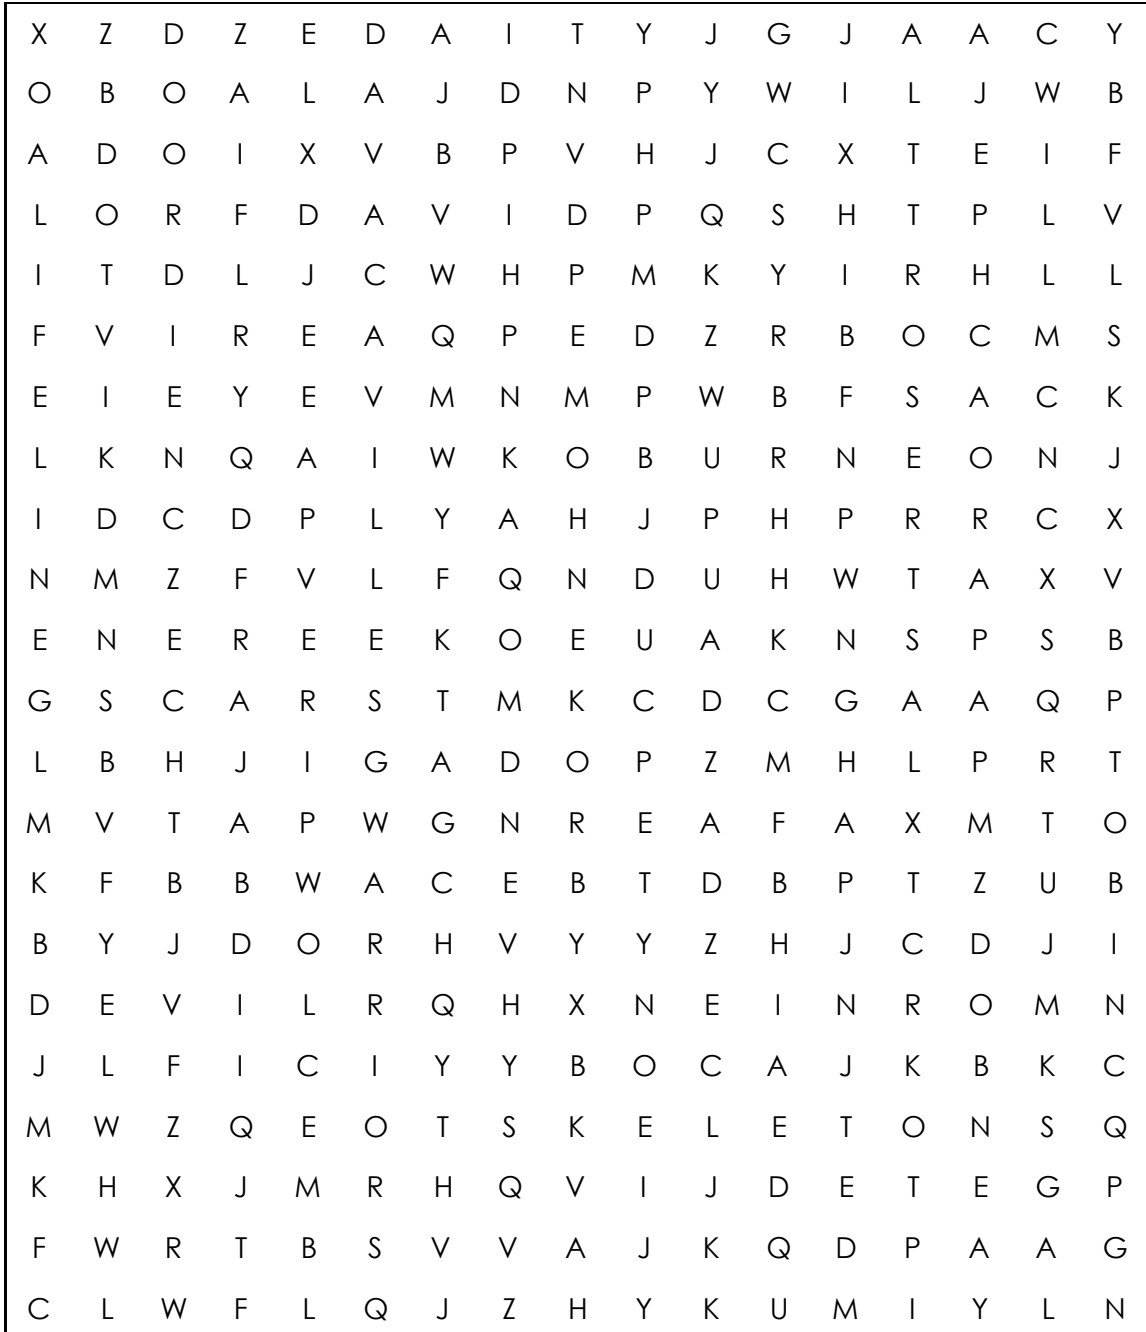 X Z D Z E D A I T Y J G J A A C Y
O B O A L A J D N P Y W I L J W B
A D O I X V B P V H J C X T E I F
L O R F D A V I D P Q S H T P L V
I T D L J C W H P M K Y I R H L L
F V I R E A Q P E D Z R B O C M S
E I E Y E V M N M P W B F S A C K
L K N Q A I W K O B U R N E O N J
I D C D P L Y A H J P H P R R C X
N M Z F V L F Q N D U H W T A X V
E N E R E E K O E U A K N S P S B
G S C A R S T M K C D C G A A Q P
L B H J I G A D O P Z M H L P R T
M V T A P W G N R E A F A X M T O
K F B B W A C E B T D B P T Z U B
B Y J D O R H V Y Y Z H J C D J I
D E V I L R Q H X N E I N R O M N
J L F I C I Y Y B O C A J K B K C
M W Z Q E O T S K E L E T O N S Q
K H X J M R H Q V I J D E T E G P
F W R T B S V V A J K Q D P A A G
C L W F L Q J Z H Y K U M I Y L N